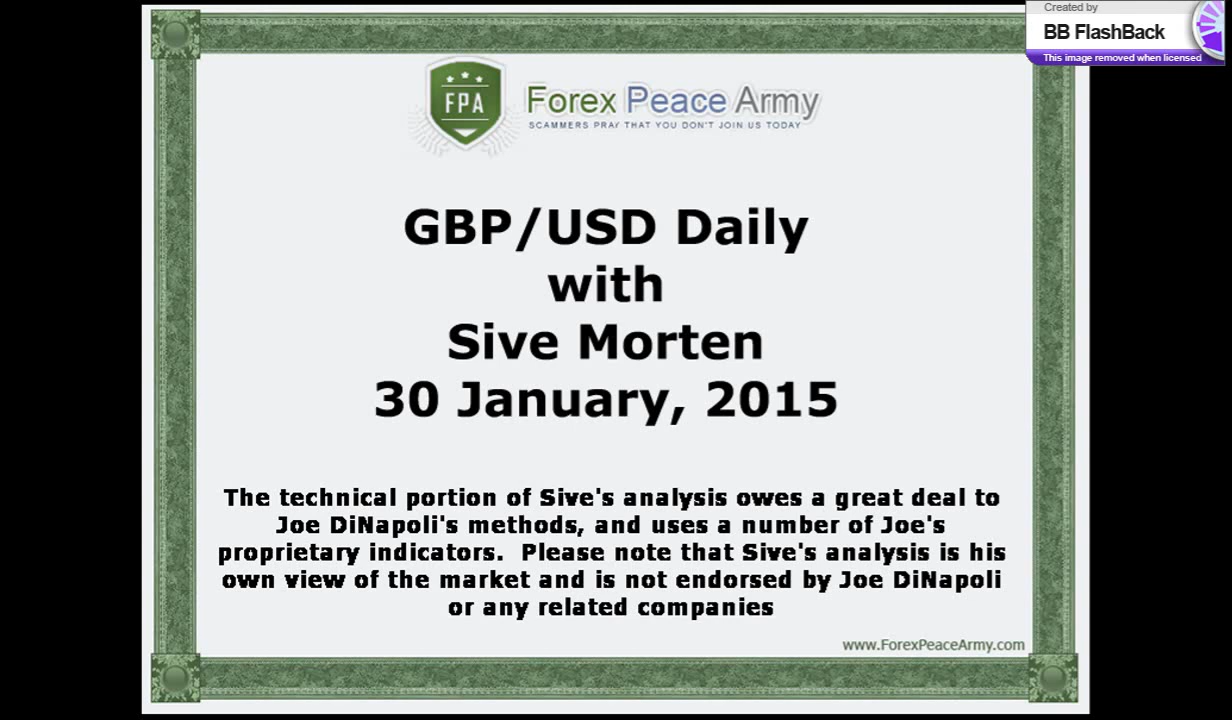 Created by
BB FlashBack
This image removed when licensed
FPA
Forex Peace Army
SCAMMERS PRAY THAT YOU DON'T JOIN US TODAY
GBP/USD Daily
with
Sive Morten
30 January, 2015
The technical portion of Sive's analysis owes a great deal to
Joe DiNapoli's methods, and uses a number of Joe's
proprietary indicators.  Please note that Sive's analysis is his
own view of the market and is not endorsed by Joe DiNapoli
or any related companies
www.ForexPeaceArmy.com